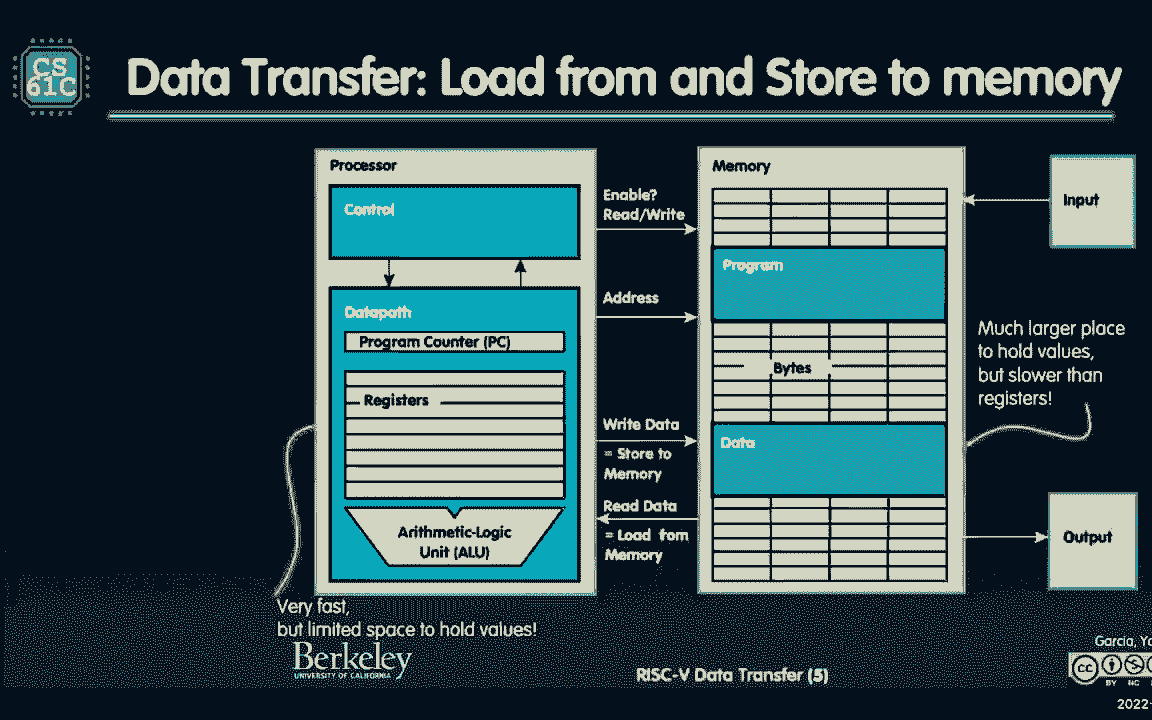 CS
61C
Data Transfer: Load from and Store to memory
Processor
Control
Datapath
Program Counter (PC)
Registers
Arithmetic-Logic
Unit (ALU)
Enable?
Read/Write
Address
Write Data
= Store to
Memory
Read Data
= Load from
Memory
Memory
Program
Bytes
Data
Input
Much larger place
to hold values,
but slower than
registers!
Output
Very fast,
but limited space to hold values!
Berkeley
UNIVERSITY OF CALIFORNIA
RISC-V Data Transfer (5)
Garcia,
cc
BY NC
2022-